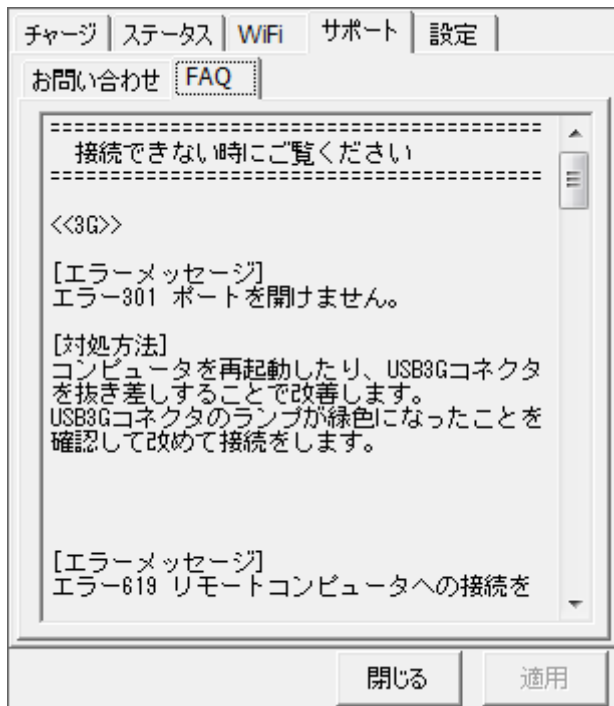 チャージ ステータス WiFi サポート 設定
お問い合わせ FAQ
=========================================
接続できない時にご覧ください
=========================================
<<3G>>
[エラーメッセージ]
エラー301 ポートを開けません。
[対処方法]
コンピュータを再起動したり、USB3Gコネクタ
を抜き差しすることで改善します。
USB3Gコネクタのランプが緑色になったことを
確認して改めて接続をします。
[エラーメッセージ]
エラー619 リモートコンピュータへの接続を
閉じる 適用